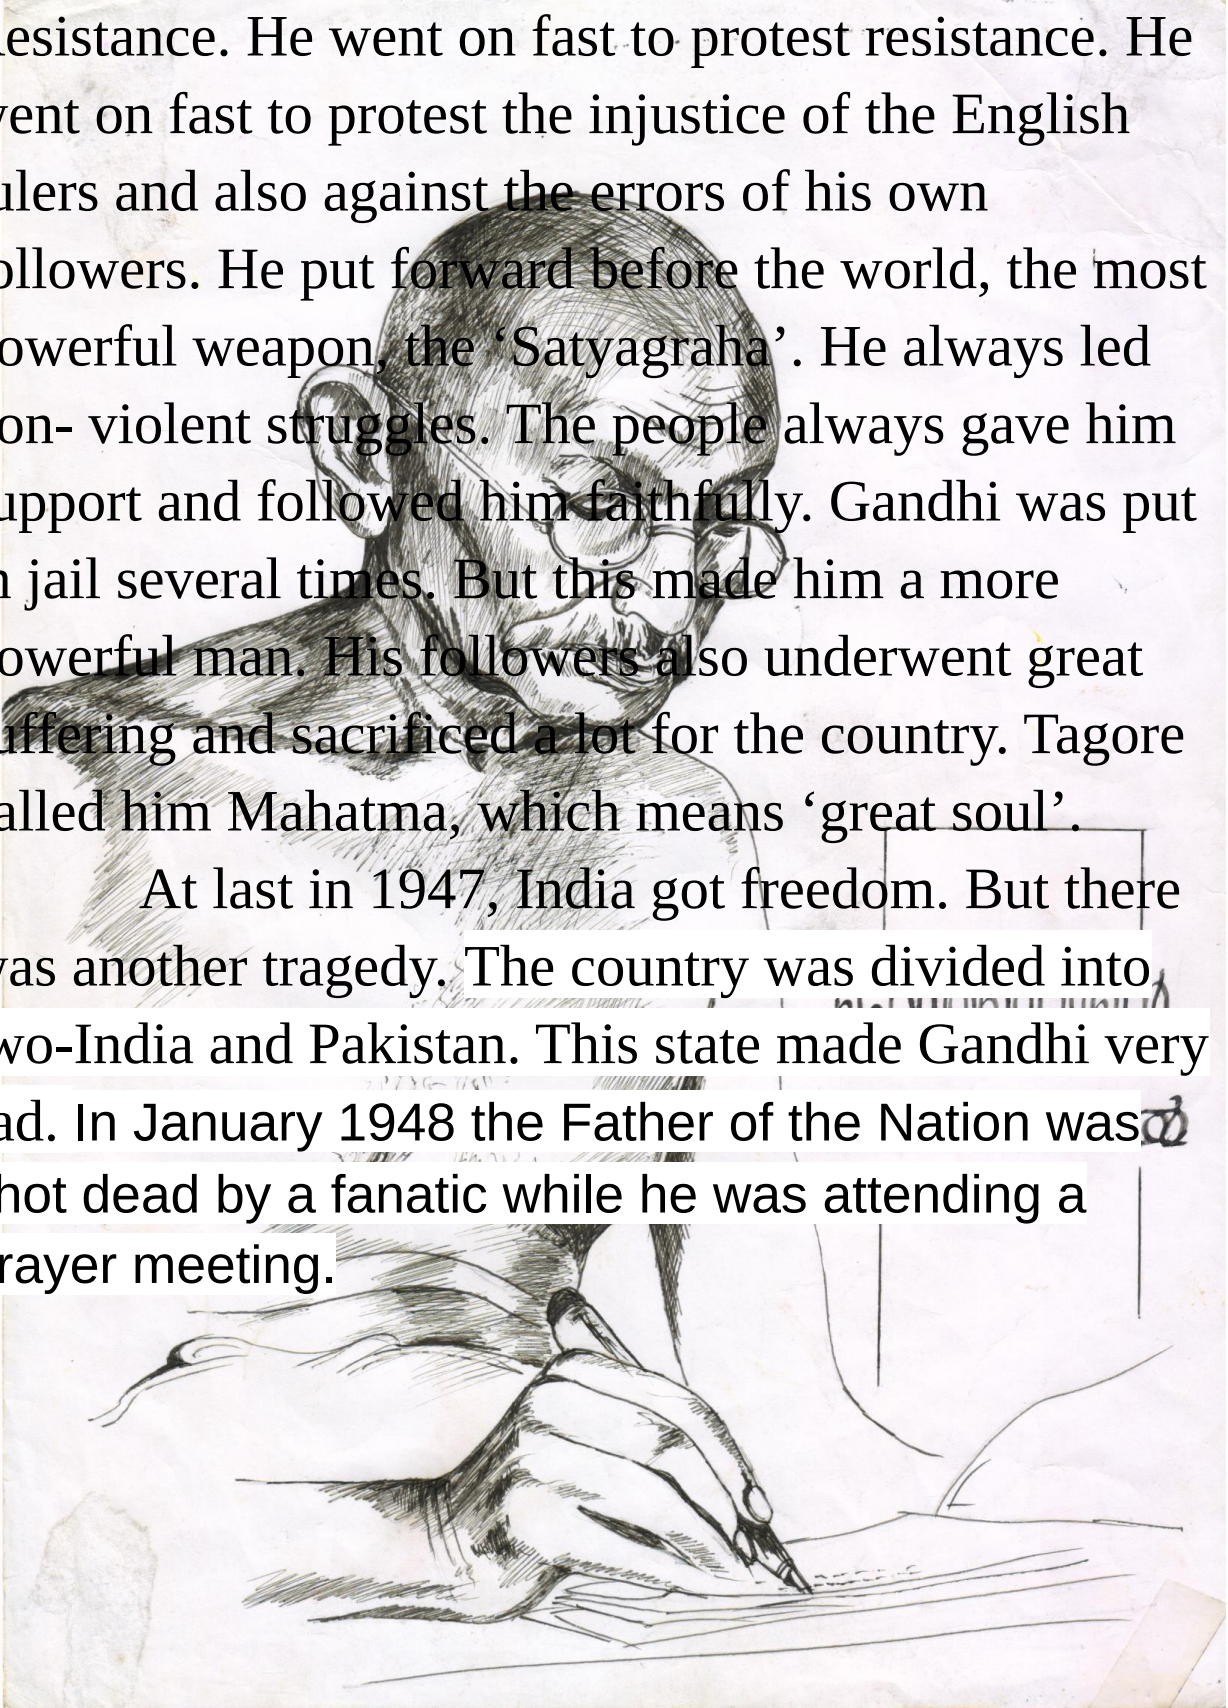 esistance. He went on fast to protest resistance. He
ent on fast to protest the injustice of the English
ulers and also against the errors of his own
ollowers. He put forward before the world, the most
owerful weapon, the ‘Satyagraha’. He always led
on- violent struggles. The people always gave him
upport and followed him faithfully. Gandhi was put
n jail several times. But this made him a more
owerful man. His followers also underwent great
uffering and sacrificed a lot for the country. Tagore
alled him Mahatma, which means ‘great soul’.
At last in 1947, India got freedom. But there
as another tragedy. The country was divided into
wo-India and Pakistan. This state made Gandhi very
ad. In January 1948 the Father of the Nation was
hot dead by a fanatic while he was attending a
rayer meeting.